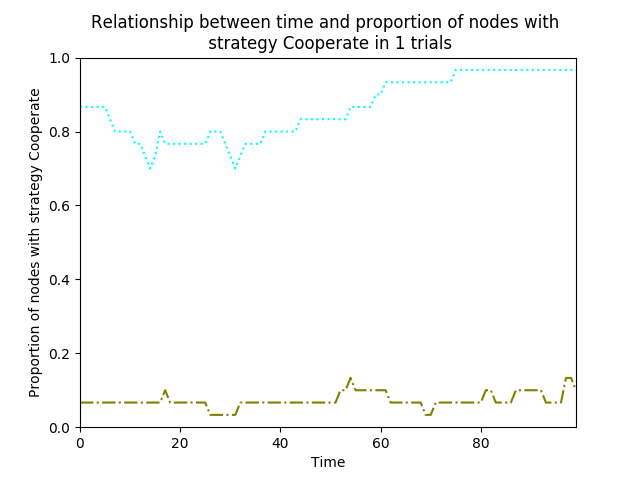 Relationship between time and proportion of nodes with
strategy Cooperate in 1 trials
Proportion of nodes with strategy Cooperate
1.0
0.8
0.6
0.4
0.2
0.0
0
20
40
60
80
Time